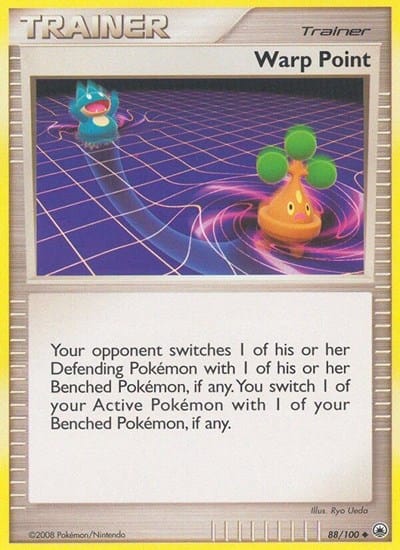 TRAINER
Trainer
Warp Point
Your opponent switches 1 of his or her
Defending Pokémon with 1 of his or her
Benched Pokémon, if any. You switch 1 of
your Active Pokémon with 1 of your
Benched Pokémon, if any.
Illus. Ryo Ueda
©2008 Pokémon/Nintendo
88/100